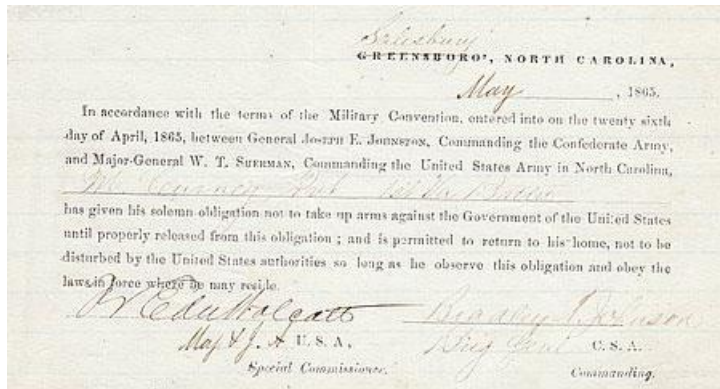 Salisbury
GREENSBORO', NORTH CAROLINA,
May , 1865.
In accordance with the terms of the Military Convention, entered into on the twenty sixth
day of April, 1865, between General JOSEPH E. JOHNSTON, Commanding the Confederate Army,
and Major-General W. T. SHERMAN, Commanding the United States Army in North Carolina,
has given his solemn obligation not to take up arms against the Government of the United States
until properly released from this obligation ; and is permitted to return to his home, not to be
disturbed by the United States authorities so long as he observe this obligation and obey the
laws in force where he may reside.
Edw Wolcott Bradley T Johnson
Maj & J. A U. S. A., Brig Genl C. S. A.
Special Commissioner. Commanding.